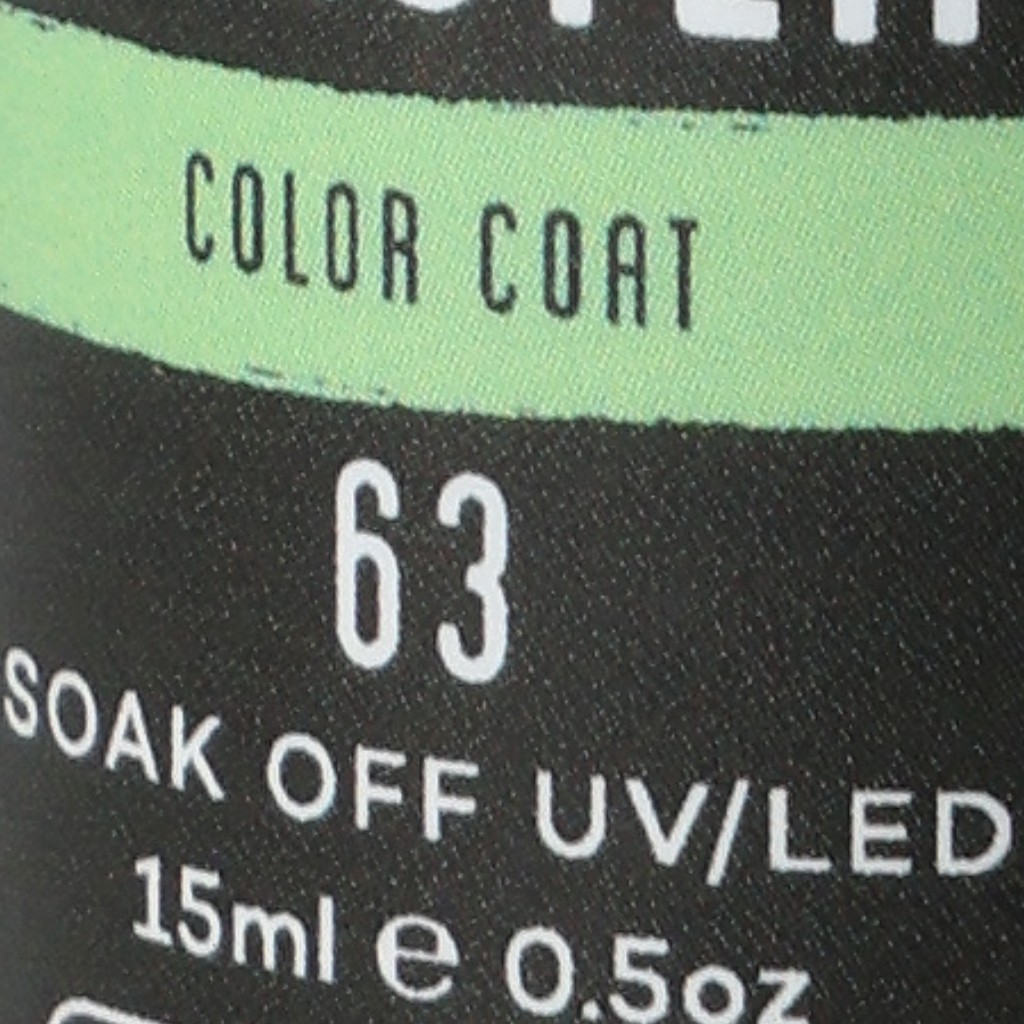 COLOR COAT
63
SOAK OFF UV/LED
15ml e 0.5oz